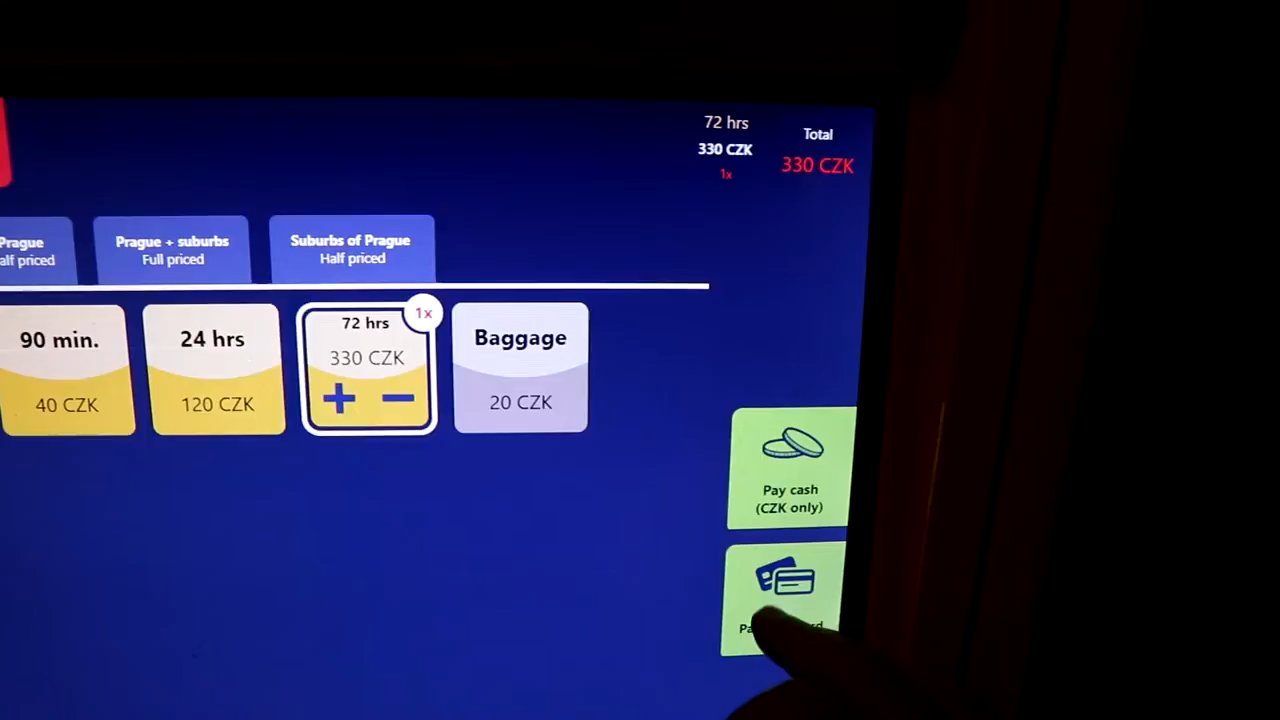 72 hrs
330 CZK
1x
Total
330 CZK
Prague
alf priced
Prague + suburbs
Full priced
Suburbs of Prague
Half priced
90 min.
40 CZK
24 hrs
120 CZK
1x
72 hrs
330 CZK
+ −
Baggage
20 CZK
Pay cash
(CZK only)